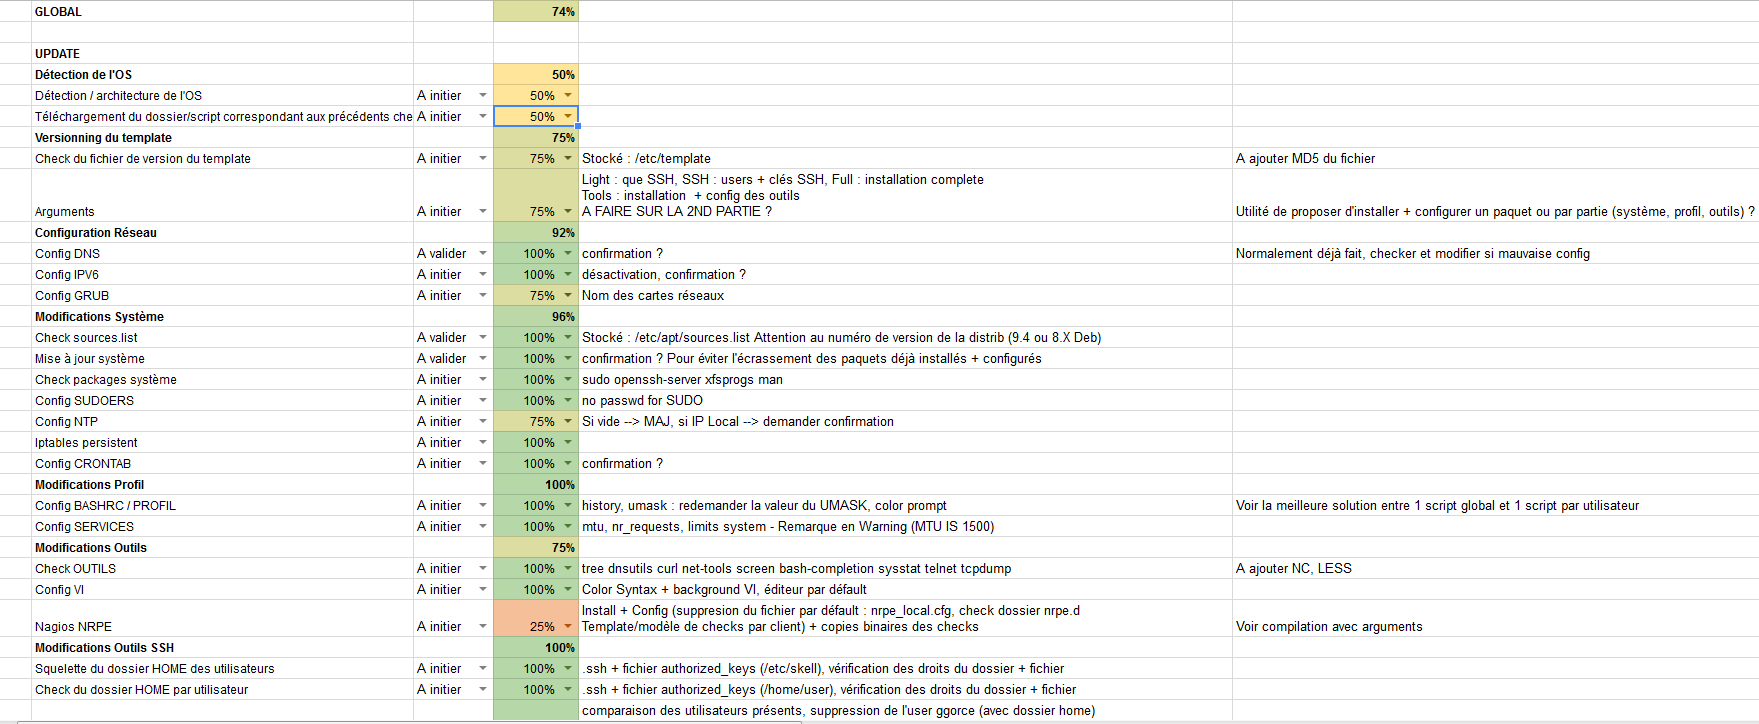 GLOBAL 74%
UPDATE
Détection de l'OS 50%
Détection / architecture de l'OS A initier 50%
Téléchargement du dossier/script correspondant aux précédents che A initier 50%
Versionning du template 75%
Check du fichier de version du template A initier 75% Stocké : /etc/template A ajouter MD5 du fichier
Light : que SSH, SSH : users + clés SSH, Full : installation complete
Tools : installation + config des outils
Arguments A initier 75% A FAIRE SUR LA 2ND PARTIE ? Utilité de proposer d'installer + configurer un paquet ou par partie (système, profil, outils) ?
Configuration Réseau 92%
Config DNS A valider 100% confirmation ? Normalement déjà fait, checker et modifier si mauvaise config
Config IPV6 A initier 100% désactivation, confirmation ?
Config GRUB A initier 75% Nom des cartes réseaux
Modifications Système 96%
Check sources.list A valider 100% Stocké : /etc/apt/sources.list Attention au numéro de version de la distrib (9.4 ou 8.X Deb)
Mise à jour système A valider 100% confirmation ? Pour éviter l'écrassement des paquets déjà installés + configurés
Check packages système A initier 100% sudo openssh-server xfsprogs man
Config SUDOERS A initier 100% no passwd for SUDO
Config NTP A initier 75% Si vide --> MAJ, si IP Local --> demander confirmation
Iptables persistent A initier 100%
Config CRONTAB A initier 100% confirmation ?
Modifications Profil 100%
Config BASHRC / PROFIL A initier 100% history, umask : redemander la valeur du UMASK, color prompt Voir la meilleure solution entre 1 script global et 1 script par utilisateur
Config SERVICES A initier 100% mtu, nr_requests, limits system - Remarque en Warning (MTU IS 1500)
Modifications Outils 75%
Check OUTILS A initier 100% tree dnsutils curl net-tools screen bash-completion sysstat telnet tcpdump A ajouter NC, LESS
Config VI A initier 100% Color Syntax + background VI, éditeur par défault
Install + Config (suppresion du fichier par défault : nrpe_local.cfg, check dossier nrpe.d
Nagios NRPE A initier 25% Template/modèle de checks par client) + copies binaires des checks Voir compilation avec arguments
Modifications Outils SSH 100%
Squelette du dossier HOME des utilisateurs A initier 100% .ssh + fichier authorized_keys (/etc/skell), vérification des droits du dossier + fichier
Check du dossier HOME par utilisateur A initier 100% .ssh + fichier authorized_keys (/home/user), vérification des droits du dossier + fichier
comparaison des utilisateurs présents, suppression de l'user ggorce (avec dossier home)